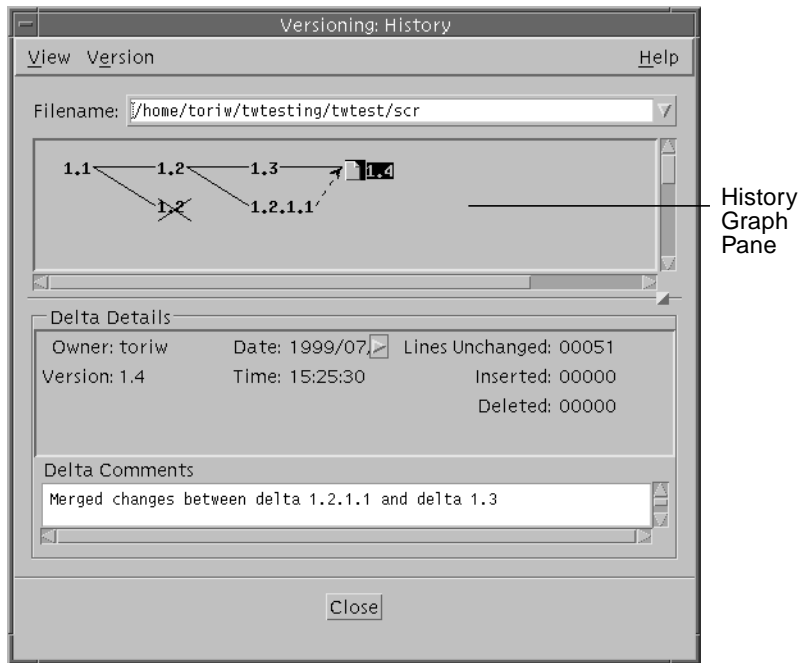 Versioning: History
View Version Help
Filename: /home/toriw/twtesting/twtest/scr
1.1 1.2 1.3 1.4
1.2 1.2.1.1
History
Graph
Pane
Delta Details
Owner: toriw Date: 1999/07/ Lines Unchanged: 00051
Version: 1.4 Time: 15:25:30 Inserted: 00000
Deleted: 00000
Delta Comments
Merged changes between delta 1.2.1.1 and delta 1.3
Close